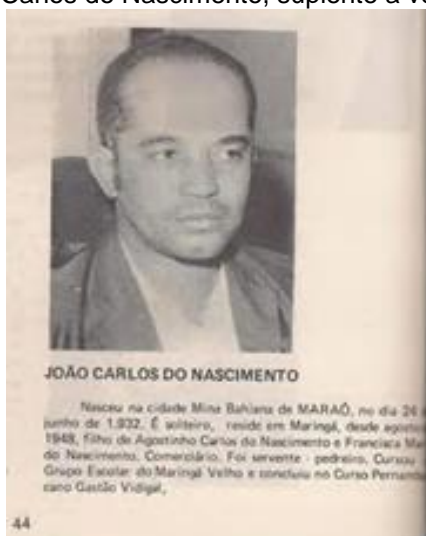 Carlos do Nascimento, suplente a
JOÃO CARLOS DO NASCIMENTO
Nasceu na cidade Mina Bahiana de MARAÓ, no dia 24
junho de 1.932. É solteiro, reside em Maringá, desde agosto
1948, filho de Agostinho Carlos do Nascimento e Francisca
do Nascimento. Comerciário. Foi servente pedreiro, Cursou
Grupo Escolar do Maringá Velho e concluiu no Curso
cano Gastão Vidigal,
44